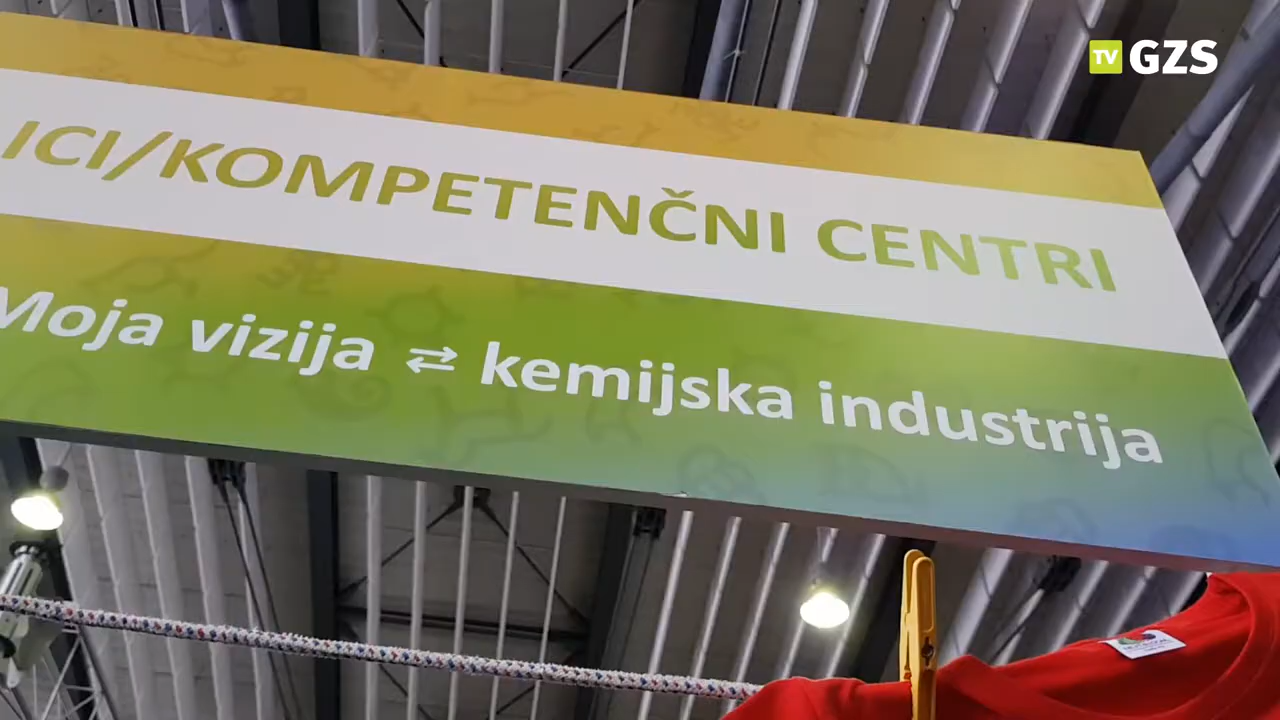 TV GZS
ICI/KOMPETENČNI CENTRI
Moja vizija ⇄ kemijska industrija